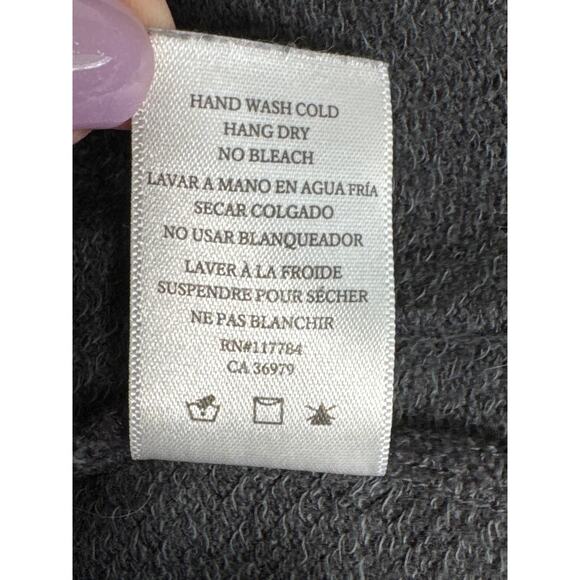 HAND WASH COLD
HANG DRY
NO BLEACH
LAVAR A MANO EN AGUA FRÍA
SECAR COLGADO
NO USAR BLANQUEADOR
LAVER À LA FROIDE
SUSPENDRE POUR SÉCHER
NE PAS BLANCHIR
RN#117784
CA 36979